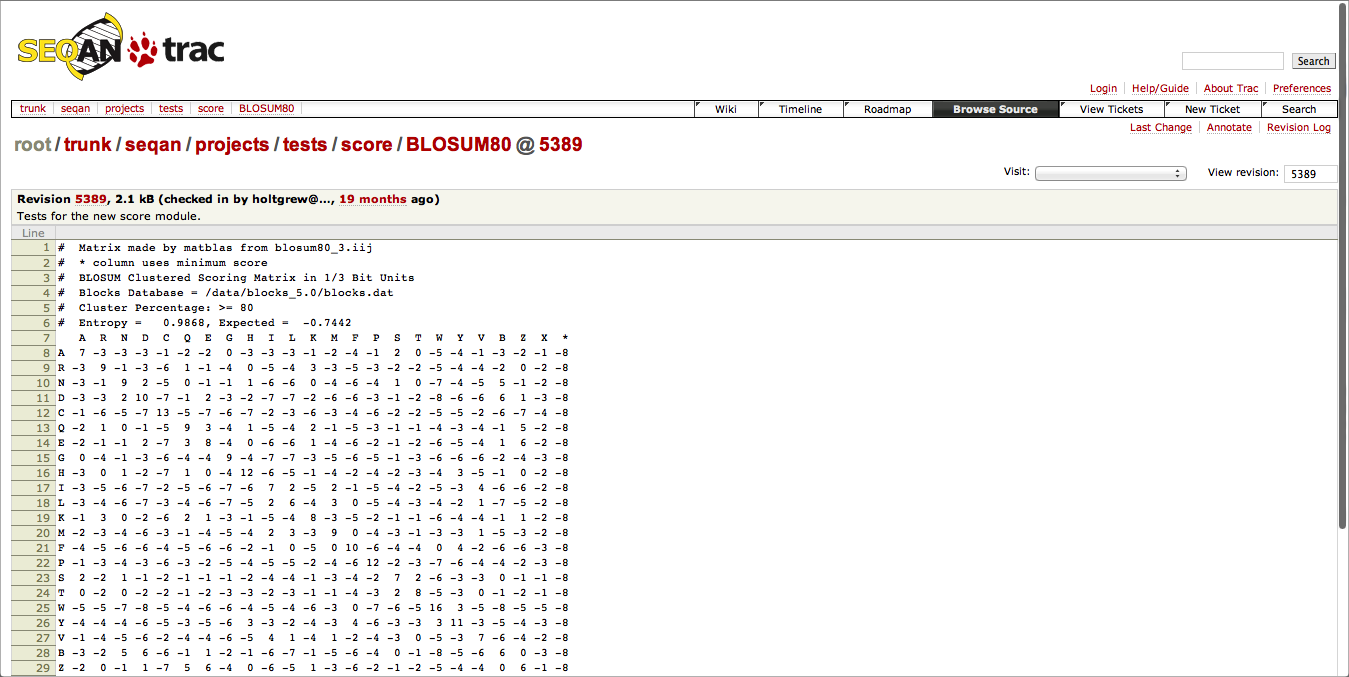 SEQAN trac
Search
Login Help/Guide About Trac Preferences
trunk seqan projects tests score BLOSUM80 Wiki Timeline Roadmap Browse Source View Tickets New Ticket Search
Last Change Annotate Revision Log
root / trunk / seqan / projects / tests / score / BLOSUM80 @ 5389
Visit: View revision: 5389
Revision 5389, 2.1 kB (checked in by holtgrew@..., 19 months ago)
Tests for the new score module.
Line
1 #  Matrix made by matblas from blosum80_3.iij
2 #  * column uses minimum score
3 #  BLOSUM Clustered Scoring Matrix in 1/3 Bit Units
4 #  Blocks Database = /data/blocks_5.0/blocks.dat
5 #  Cluster Percentage: >= 80
6 #  Entropy =   0.9868, Expected =  -0.7442
7    A  R  N  D  C  Q  E  G  H  I  L  K  M  F  P  S  T  W  Y  V  B  Z  X  *
8 A  7 -3 -3 -3 -1 -2 -2  0 -3 -3 -3 -1 -2 -4 -1  2  0 -5 -4 -1 -3 -2 -1 -8
9 R -3  9 -1 -3 -6  1 -1 -4  0 -5 -4  3 -3 -5 -3 -2 -2 -5 -4 -4 -2  0 -2 -8
10 N -3 -1  9  2 -5  0 -1 -1  1 -6 -6  0 -4 -6 -4  1  0 -7 -4 -5  5 -1 -2 -8
11 D -3 -3  2 10 -7 -1  2 -3 -2 -7 -7 -2 -6 -6 -3 -1 -2 -8 -6 -6  6  1 -3 -8
12 C -1 -6 -5 -7 13 -5 -7 -6 -7 -2 -3 -6 -3 -4 -6 -2 -2 -5 -5 -2 -6 -7 -4 -8
13 Q -2  1  0 -1 -5  9  3 -4  1 -5 -4  2 -1 -5 -3 -1 -1 -4 -3 -4 -1  5 -2 -8
14 E -2 -1 -1  2 -7  3  8 -4  0 -6 -6  1 -4 -6 -2 -1 -2 -6 -5 -4  1  6 -2 -8
15 G  0 -4 -1 -3 -6 -4 -4  9 -4 -7 -7 -3 -5 -6 -5 -1 -3 -6 -6 -6 -2 -4 -3 -8
16 H -3  0  1 -2 -7  1  0 -4 12 -6 -5 -1 -4 -2 -4 -2 -3 -4  3 -5 -1  0 -2 -8
17 I -3 -5 -6 -7 -2 -5 -6 -7 -6  7  2 -5  2 -1 -5 -4 -2 -5 -3  4 -6 -6 -2 -8
18 L -3 -4 -6 -7 -3 -4 -6 -7 -5  2  6 -4  3  0 -5 -4 -3 -4 -2  1 -7 -5 -2 -8
19 K -1  3  0 -2 -6  2  1 -3 -1 -5 -4  8 -3 -5 -2 -1 -1 -6 -4 -4 -1  1 -2 -8
20 M -2 -3 -4 -6 -3 -1 -4 -5 -4  2  3 -3  9  0 -4 -3 -1 -3 -3  1 -5 -3 -2 -8
21 F -4 -5 -6 -6 -4 -5 -6 -6 -2 -1  0 -5  0 10 -6 -4 -4  0  4 -2 -6 -6 -3 -8
22 P -1 -3 -4 -3 -6 -3 -2 -5 -4 -5 -5 -2 -4 -6 12 -2 -3 -7 -6 -4 -4 -2 -3 -8
23 S  2 -2  1 -1 -2 -1 -1 -1 -2 -4 -4 -1 -3 -4 -2  7  2 -6 -3 -3  0 -1 -1 -8
24 T  0 -2  0 -2 -2 -1 -2 -3 -3 -2 -3 -1 -1 -4 -3  2  8 -5 -3  0 -1 -2 -1 -8
25 W -5 -5 -7 -8 -5 -4 -6 -6 -4 -5 -4 -6 -3  0 -7 -6 -5 16  3 -5 -8 -5 -5 -8
26 Y -4 -4 -4 -6 -5 -3 -5 -6  3 -3 -2 -4 -3  4 -6 -3 -3  3 11 -3 -5 -4 -3 -8
27 V -1 -4 -5 -6 -2 -4 -4 -6 -5  4  1 -4  1 -2 -4 -3  0 -5 -3  7 -6 -4 -2 -8
28 B -3 -2  5  6 -6 -1  1 -2 -1 -6 -7 -1 -5 -6 -4  0 -1 -8 -5 -6  6  0 -3 -8
29 Z -2  0 -1  1 -7  5  6 -4  0 -6 -5  1 -3 -6 -2 -1 -2 -5 -4 -4  0  6 -1 -8